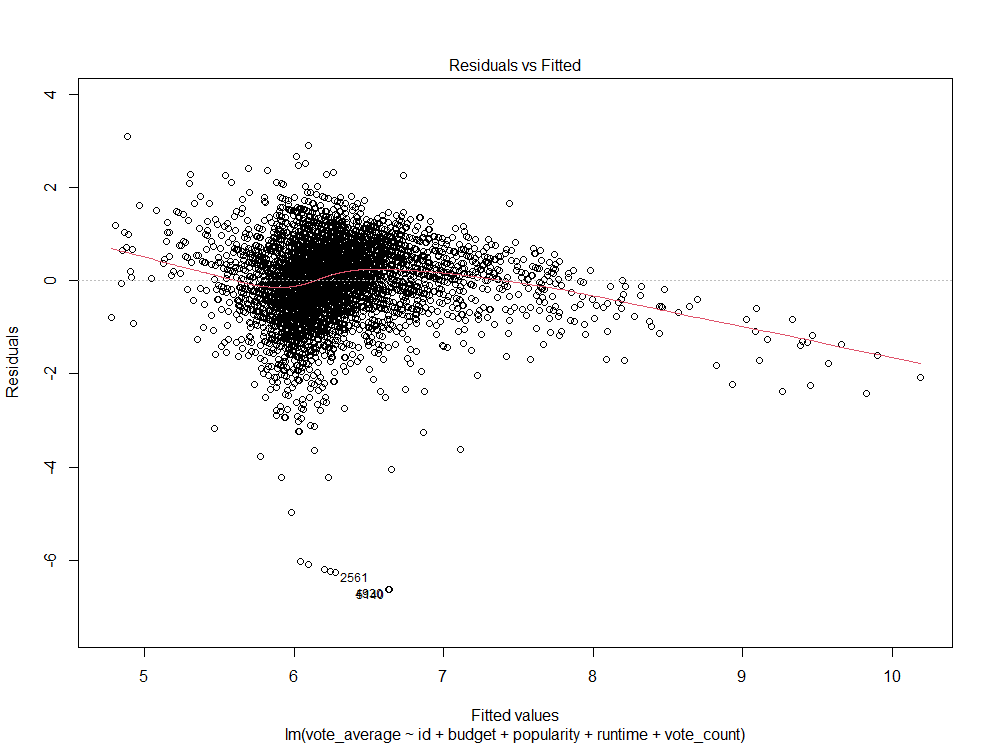 Residuals vs Fitted
4
2
0
-2
-4
-6
Residuals
2561
5 6 7 8 9 10
Fitted values
lm(vote_average ~ id + budget + popularity + runtime + vote_count)